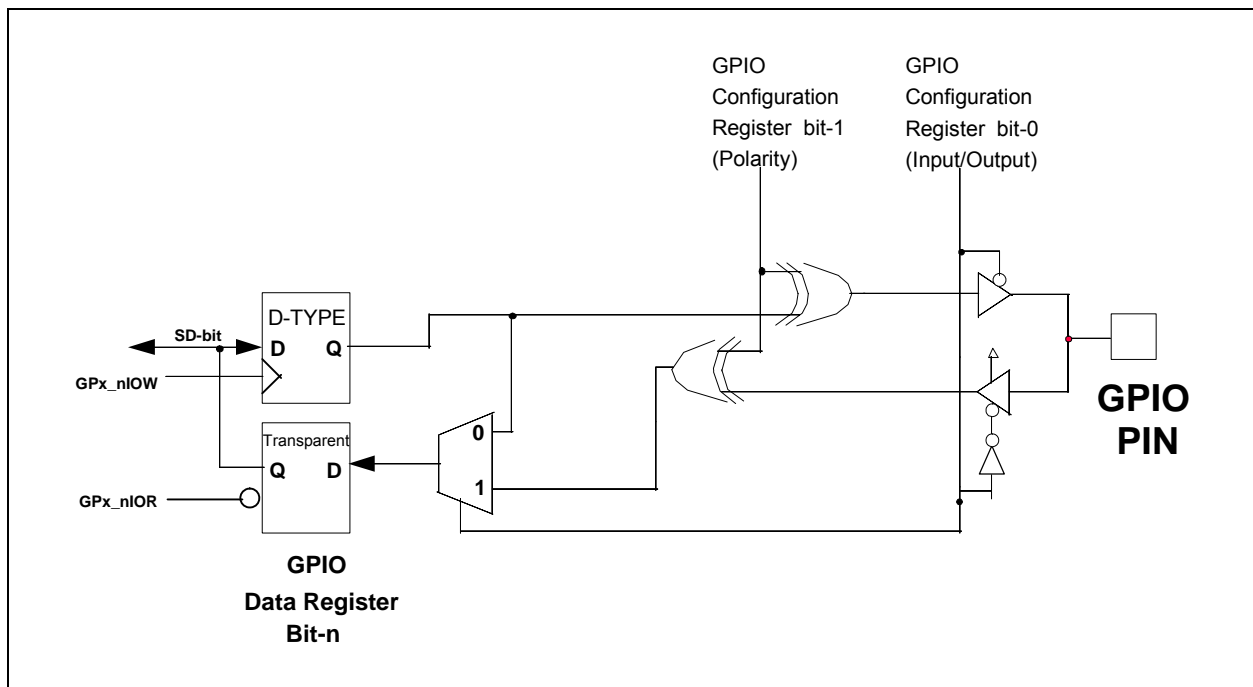 GPIO
Configuration
Register bit-1
(Polarity)
GPIO
Configuration
Register bit-0
(Input/Output)
D-TYPE
SD-bit
D Q
GPx_nIOW
Transparent
Q D
GPx_nIOR
0
1
GPIO
PIN
GPIO
Data Register
Bit-n